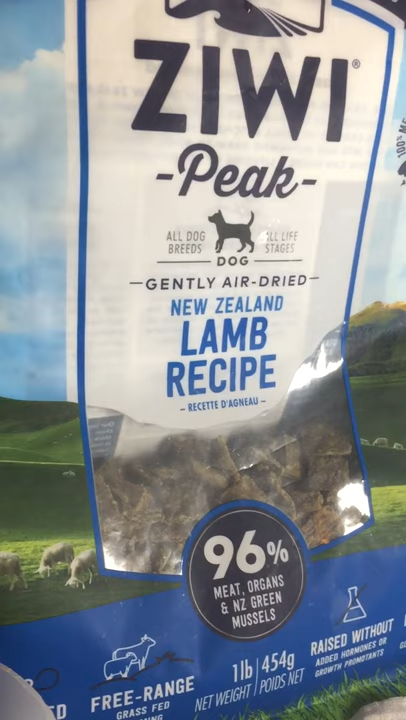 ZIWI®
-Peak-
ALL DOG BREEDS
ALL LIFE STAGES
DOG
GENTLY AIR-DRIED
NEW ZEALAND
LAMB
RECIPE
- RECETTE D'AGNEAU -
96%
MEAT, ORGANS
& NZ GREEN
MUSSELS
FREE-RANGE
GRASS FED
1lb | 454g
NET WEIGHT | POIDS NET
RAISED WITHOUT
ADDED HORMONES OR
GROWTH PROMOTANTS
100%